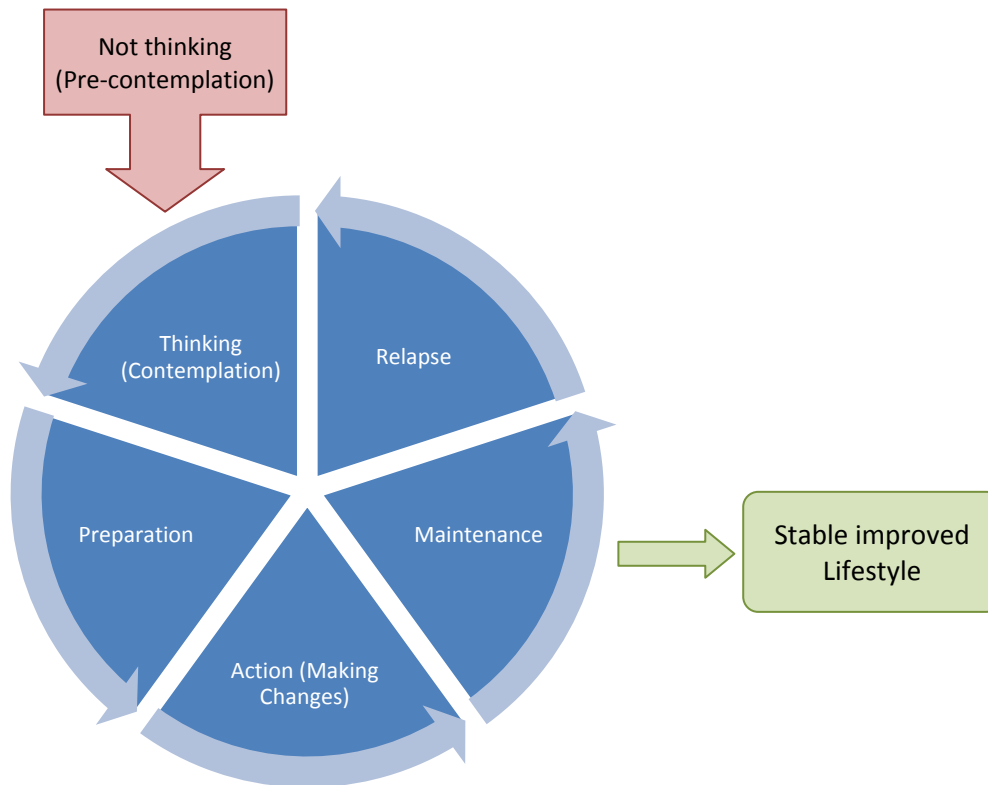 Not thinking
(Pre-contemplation)
Thinking
(Contemplation)
Relapse
Preparation
Maintenance
Action (Making
Changes)
Stable improved
Lifestyle